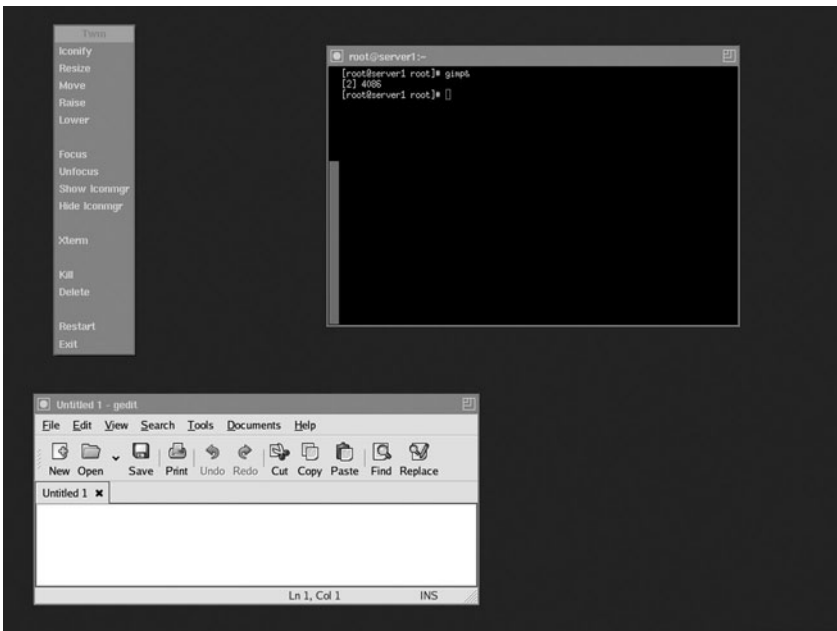 Twm
Iconify
Resize
Move
Raise
Lower
Focus
Unfocus
Show Iconmgr
Hide Iconmgr
Xterm
Kill
Delete
Restart
Exit
root@server1:~
[root@server1 root]# gimp&
[2] 4086
[root@server1 root]#
Untitled 1 - gedit
File Edit View Search Tools Documents Help
New Open Save Print Undo Redo Cut Copy Paste Find Replace
Untitled 1
Ln 1, Col 1 INS